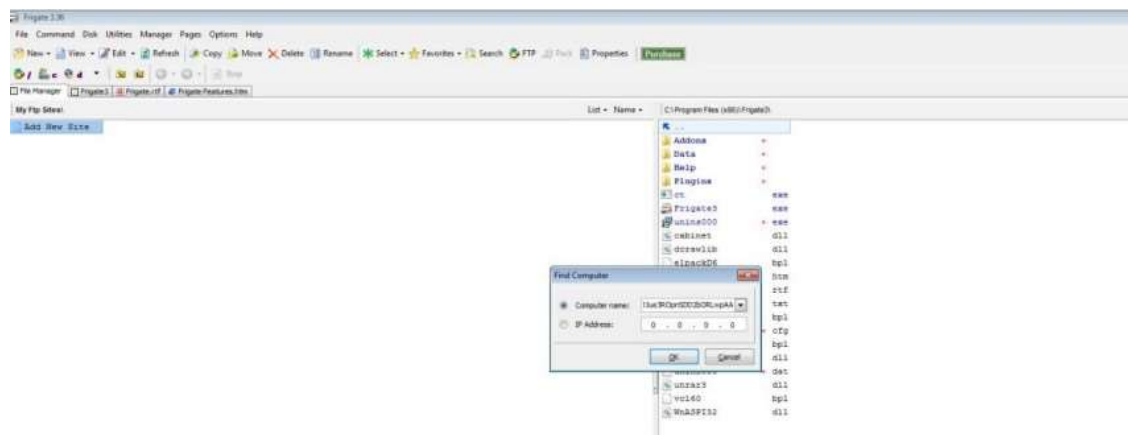 Frigate 3.36
File Command Disk Utilities Manager Pages Options Help
New View Edit Refresh Copy Move Delete Rename Select Favorites Search FTP Pack Properties Purchase
Stop
File Manager Frigate3 Frigate.rtf Frigate Features.htm
My Ftp Sites: List Name C:\Program Files (x86)\Frigate3\
Add New Site
..
Addons
Data
Help
Plugins
ct exe
Frigate3 exe
unins000 exe
cabinet dll
dcrawlib dll
elpackD6 bpl
htm
rtf
txt
bpl
cfg
bpl
dll
dat
unrar3 dll
vcl60 bpl
WnASPI32 dll
Find Computer
Computer name:
IP Address: 0 . 0 . 0 . 0
OK Cancel